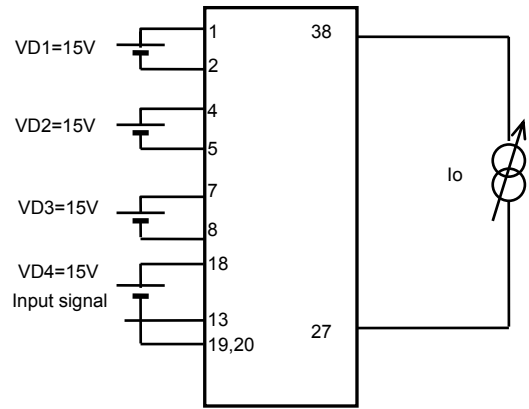 1
38
VD1=15V
2
4
VD2=15V
5
7
Io
VD3=15V
8
18
VD4=15V
Input signal
13
27
19,20